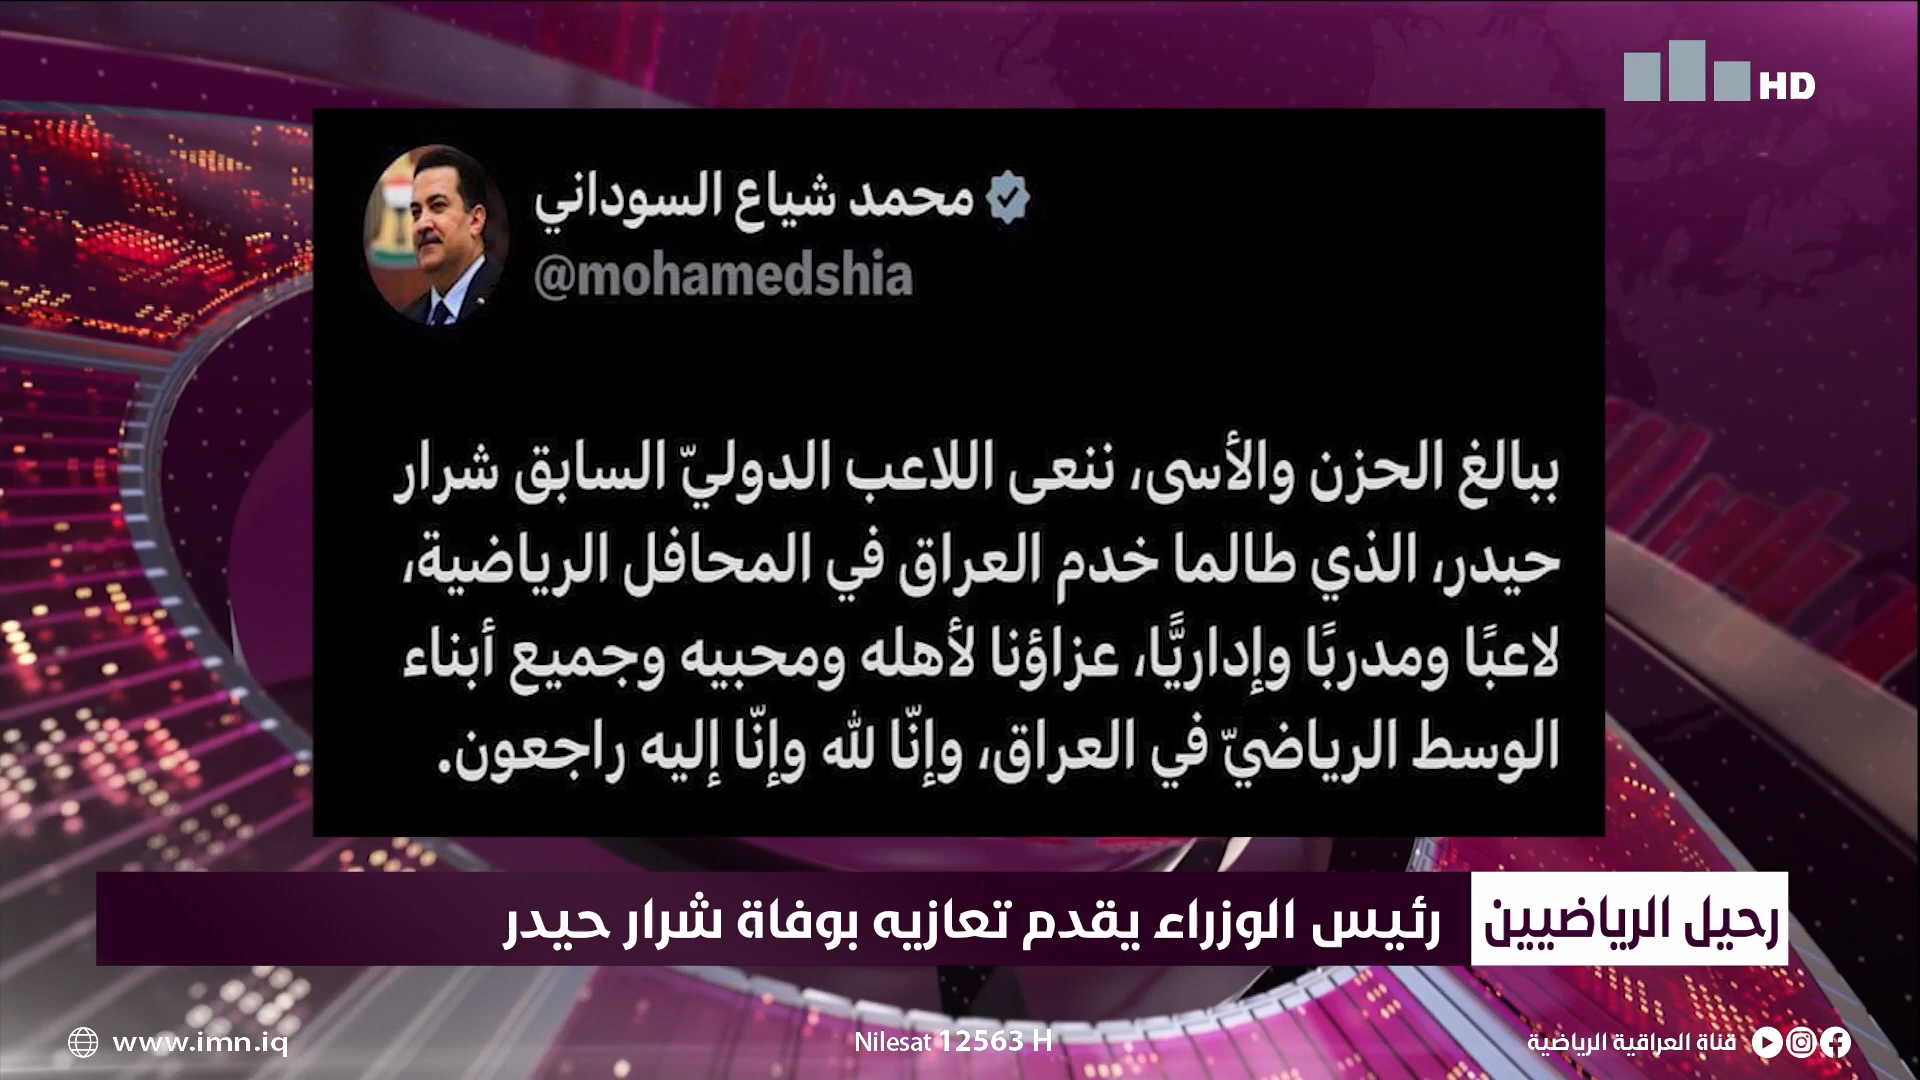 HD
محمد شياع السوداني
@mohamedshia
ببالغ الحزن والأسى، ننعى اللاعب الدوليّ السابق شرار
حيدر، الذي طالما خدم العراق في المحافل الرياضية،
لاعبًا ومدربًا وإداريًّا، عزاؤنا لأهله ومحبيه وجميع أبناء
الوسط الرياضيّ في العراق، وإنّا لله وإنّا إليه راجعون.
رحيل الرياضيين
رئيس الوزراء يقدم تعازيه بوفاة شرار حيدر
www.imn.iq
Nilesat 12563 H
قناة العراقية الرياضية